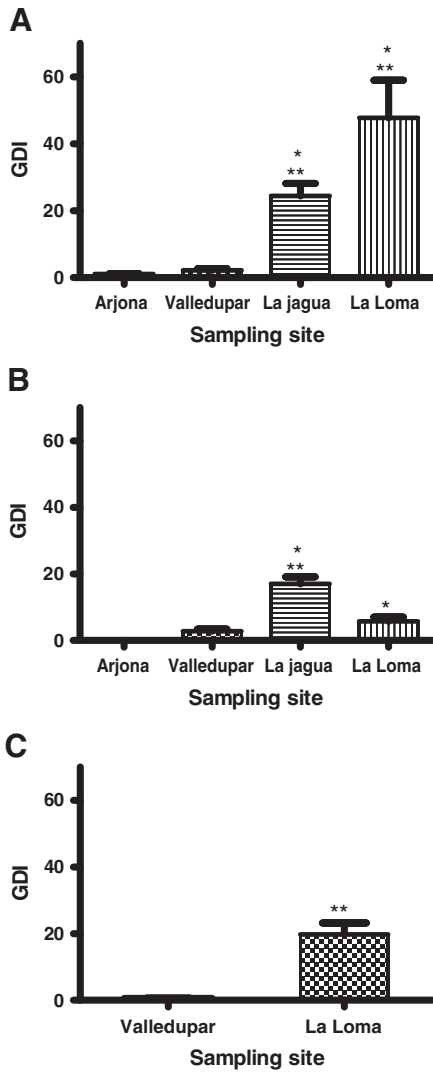 A
GDI
60
40
20
0
*
**
*
**
Arjona Valledupar La jagua La Loma
Sampling site
B
GDI
60
40
20
0
*
**
*
Arjona Valledupar La jagua La Loma
Sampling site
C
GDI
60
40
20
0
**
Valledupar La Loma
Sampling site